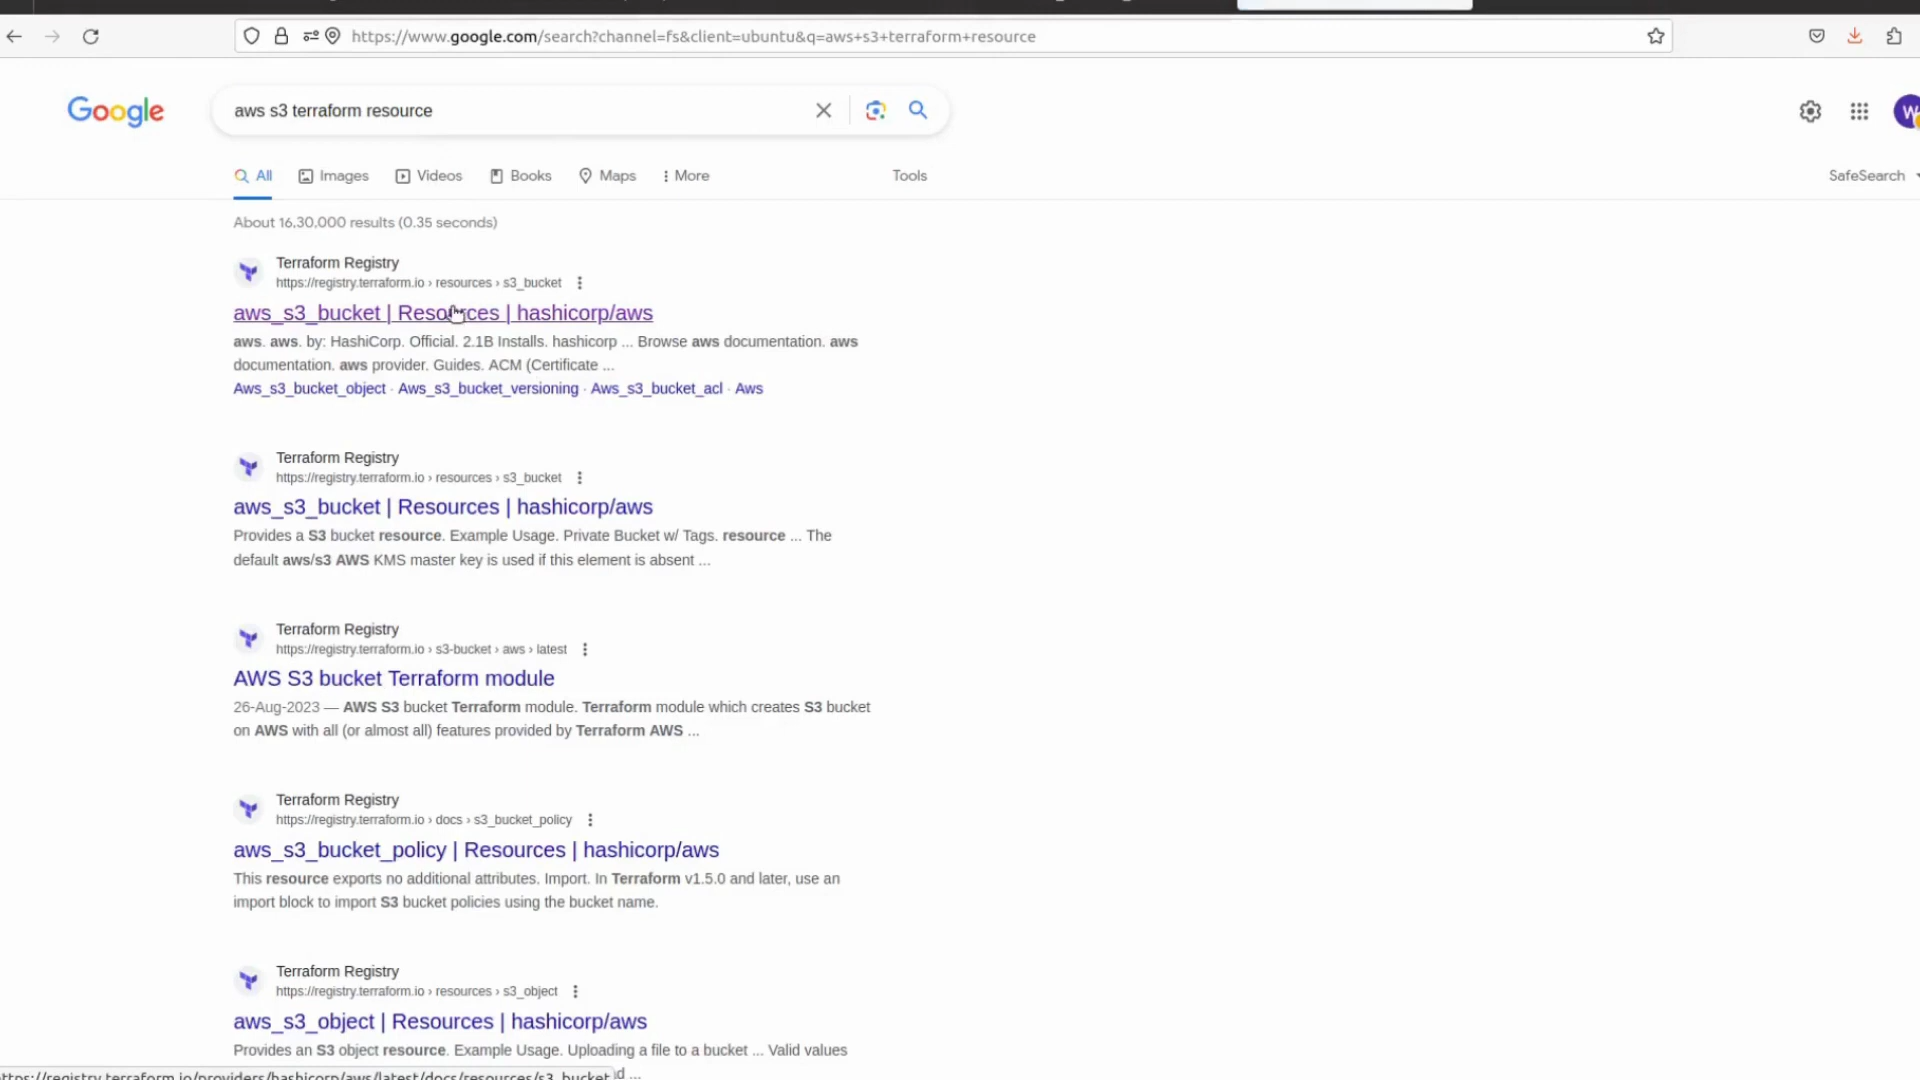 https://www.google.com/search?channel=fs&client=ubuntu&q=aws+s3+terraform+resource
Google
aws s3 terraform resource
W
All
Images
Videos
Books
Maps
More
Tools
SafeSearch
About 16,30,000 results (0.35 seconds)
Terraform Registry
https://registry.terraform.io › resources › s3_bucket
aws_s3_bucket | Resources | hashicorp/aws
aws. aws. by: HashiCorp. Official. 2.1B Installs. hashicorp ... Browse aws documentation. aws
documentation. aws provider. Guides. ACM (Certificate ...
Aws_s3_bucket_object · Aws_s3_bucket_versioning · Aws_s3_bucket_acl · Aws
Terraform Registry
https://registry.terraform.io › resources › s3_bucket
aws_s3_bucket | Resources | hashicorp/aws
Provides a S3 bucket resource. Example Usage. Private Bucket w/ Tags. resource ... The
default aws/s3 AWS KMS master key is used if this element is absent ...
Terraform Registry
https://registry.terraform.io › s3-bucket › aws › latest
AWS S3 bucket Terraform module
26-Aug-2023 — AWS S3 bucket Terraform module. Terraform module which creates S3 bucket
on AWS with all (or almost all) features provided by Terraform AWS ...
Terraform Registry
https://registry.terraform.io › docs › s3_bucket_policy
aws_s3_bucket_policy | Resources | hashicorp/aws
This resource exports no additional attributes. Import. In Terraform v1.5.0 and later, use an
import block to import S3 bucket policies using the bucket name.
Terraform Registry
https://registry.terraform.io › resources › s3_object
aws_s3_object | Resources | hashicorp/aws
Provides an S3 object resource. Example Usage. Uploading a file to a bucket ... Valid values
ttps://registry.terraform.io/providers/hashicorp/aws/latest/docs/resources/s3_bucket d ...